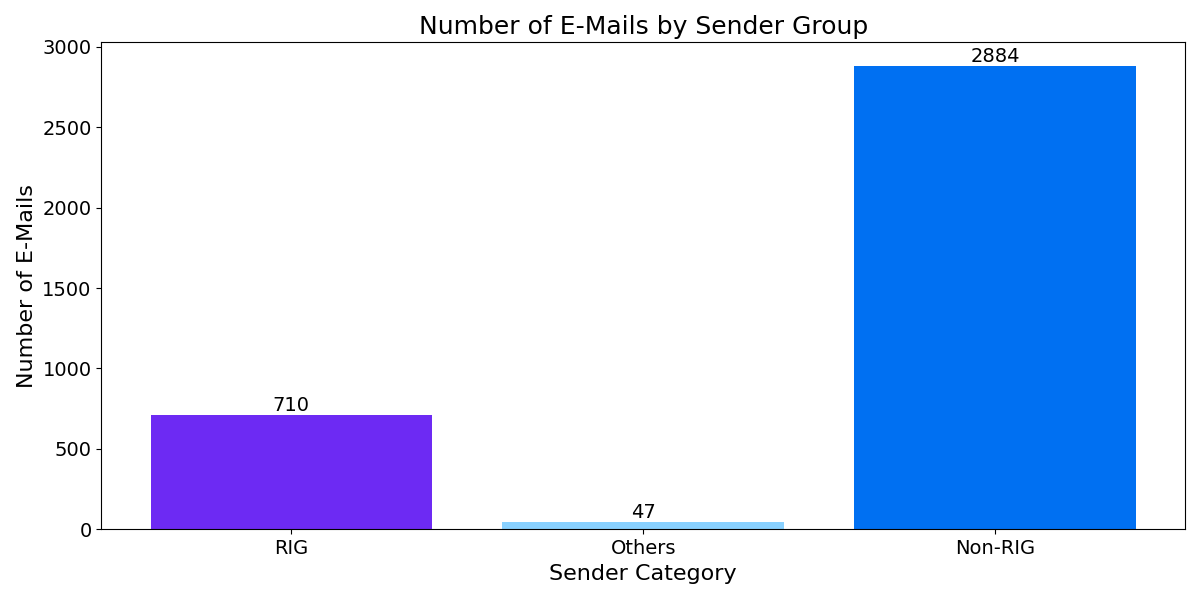 Number of E-Mails by Sender Group
Number of E-Mails
3000
2500
2000
1500
1000
500
0
710
47
2884
RIG
Others
Non-RIG
Sender Category